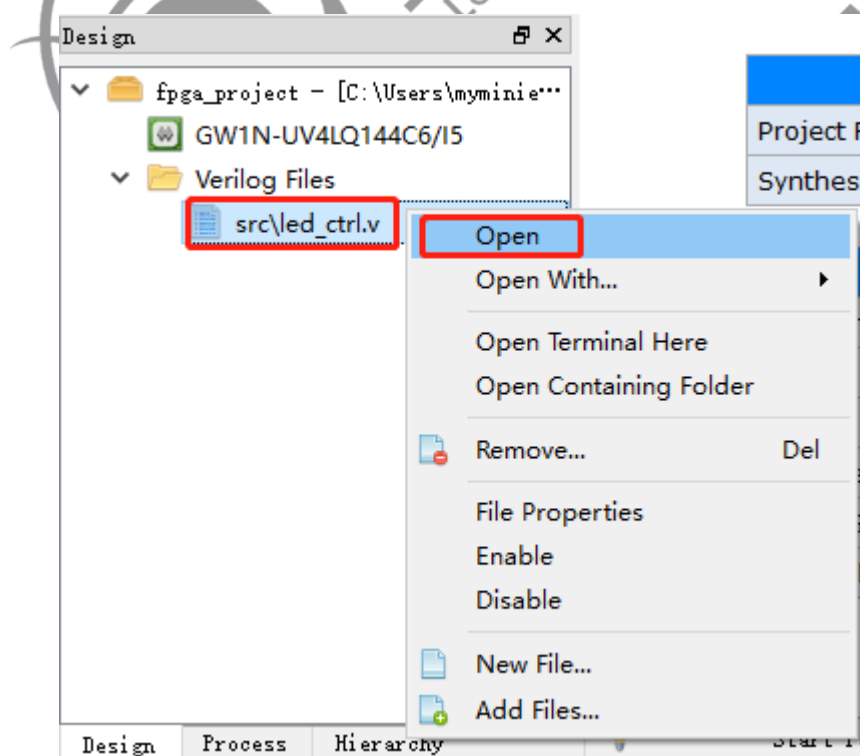 Design
fpga_project - [C:\Users\myminie···
GW1N-UV4LQ144C6/I5
Verilog Files
src\led_ctrl.v
Project
Synthes
Open
Open With...
Open Terminal Here
Open Containing Folder
Remove... Del
File Properties
Enable
Disable
New File...
Add Files...
Design Process Hierarchy
Start